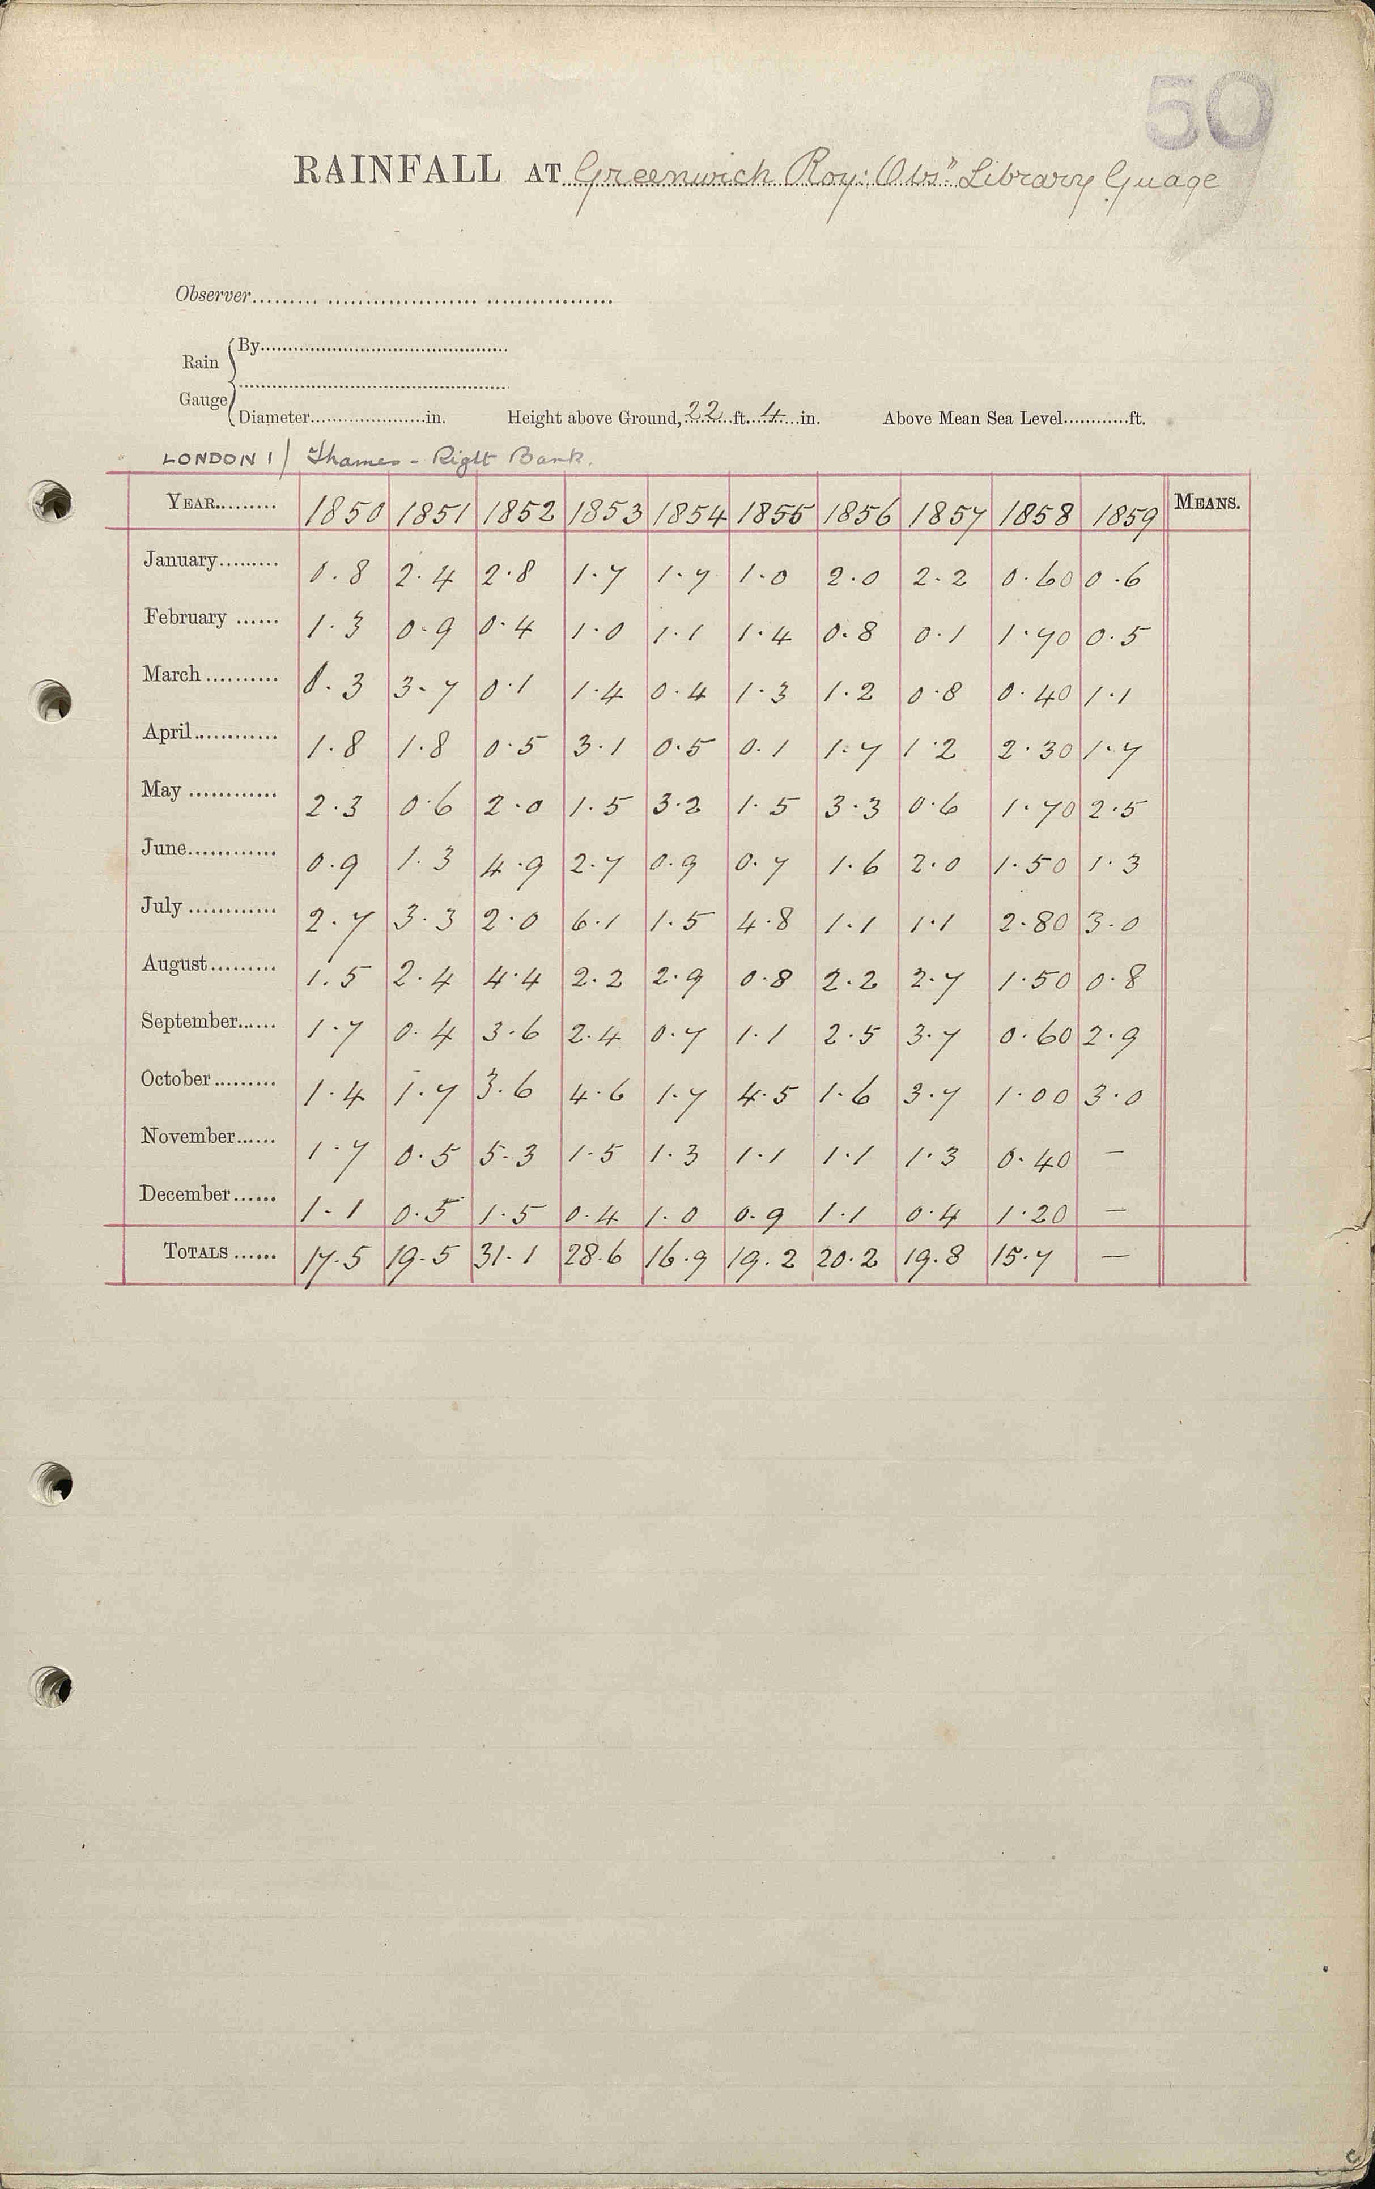 50
RAINFALL AT Greenwich Roy: Obsy Library Guage
Observer
Rain Gauge { By
Diameter in. Height above Ground, 22 ft. 4 in. Above Mean Sea Level ft.
LONDON 1 / Thames - Right Bank.
YEAR 1850 1851 1852 1853 1854 1855 1856 1857 1858 1859 MEANS.
January 0.8 2.4 2.8 1.7 1.7 1.0 2.0 2.2 0.60 0.6
February 1.3 0.9 0.4 1.0 1.1 1.4 0.8 0.1 1.70 0.5
March 0.3 3.7 0.1 1.4 0.4 1.3 1.2 0.8 0.40 1.1
April 1.8 1.8 0.5 3.1 0.5 0.1 1.7 1.2 2.30 1.7
May 2.3 0.6 2.0 1.5 3.2 1.5 3.3 0.6 1.70 2.5
June 0.9 1.3 4.9 2.7 0.9 0.7 1.6 2.0 1.50 1.3
July 2.7 3.3 2.0 6.1 1.5 4.8 1.1 1.1 2.80 3.0
August 1.5 2.4 4.4 2.2 2.9 0.8 2.2 2.7 1.50 0.8
September 1.7 0.4 3.6 2.4 0.7 1.1 2.5 3.7 0.60 2.9
October 1.4 1.7 3.6 4.6 1.7 4.5 1.6 3.7 1.00 3.0
November 1.7 0.5 5.3 1.5 1.3 1.1 1.1 1.3 0.40 —
December 1.1 0.5 1.5 0.4 1.0 0.9 1.1 0.4 1.20 —
TOTALS 17.5 19.5 31.1 28.6 16.9 19.2 20.2 19.8 15.7 —